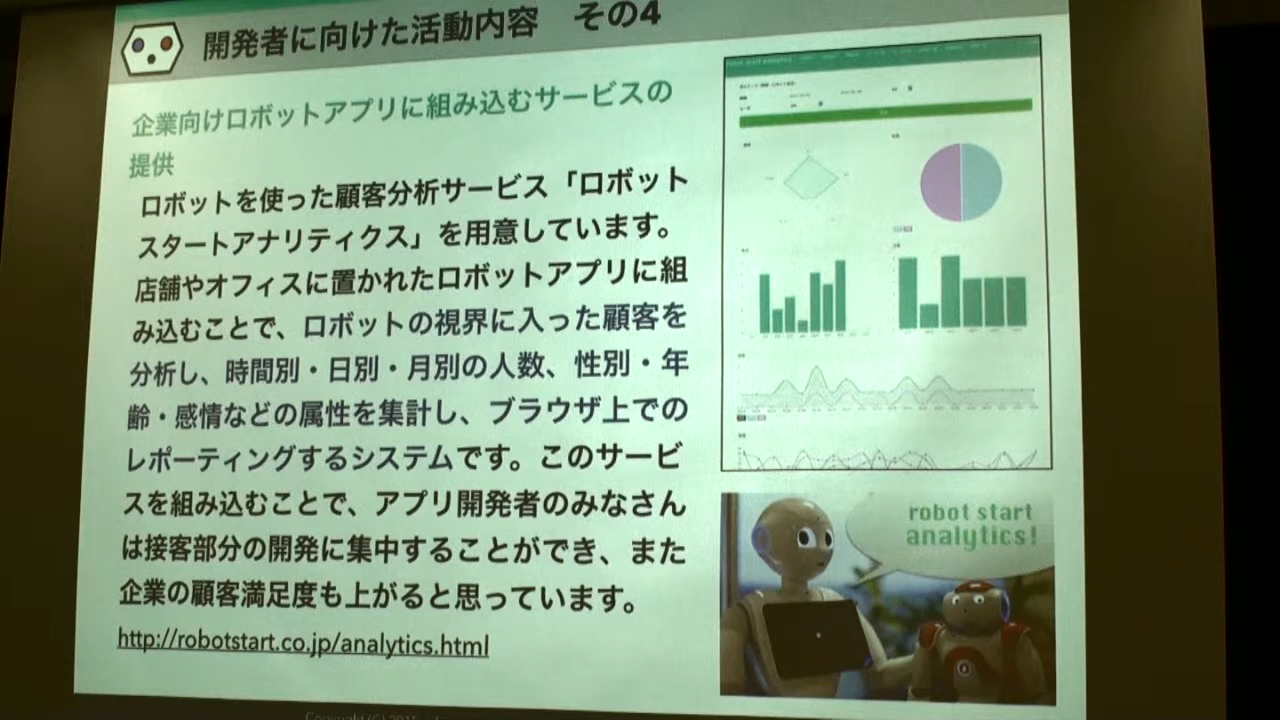 開発者に向けた活動内容 その4
企業向けロボットアプリに組み込むサービスの
提供
ロボットを使った顧客分析サービス「ロボット
スタートアナリティクス」を用意しています。
店舗やオフィスに置かれたロボットアプリに組
み込むことで、ロボットの視界に入った顧客を
分析し、時間別・日別・月別の人数、性別・年
齢・感情などの属性を集計し、ブラウザ上での
レポーティングするシステムです。このサービ
スを組み込むことで、アプリ開発者のみなさん
は接客部分の開発に集中することができ、また
企業の顧客満足度も上がると思っています。
http://robotstart.co.jp/analytics.html
robot start analytics
robot start
analytics!